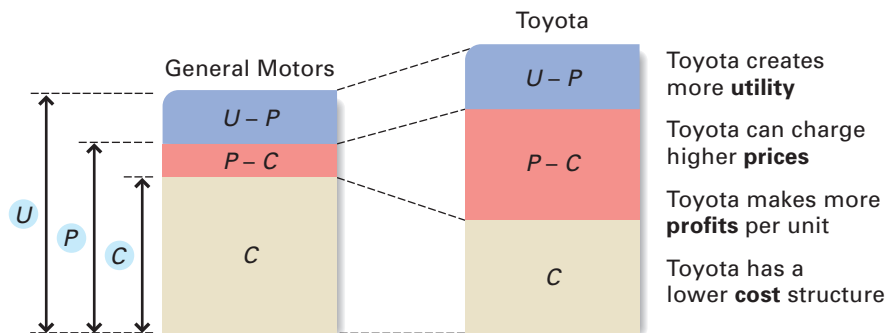 General Motors
Toyota
U – P
P – C
C
U
P
C
U – P
P – C
C
Toyota creates
more utility
Toyota can charge
higher prices
Toyota makes more
profits per unit
Toyota has a
lower cost structure